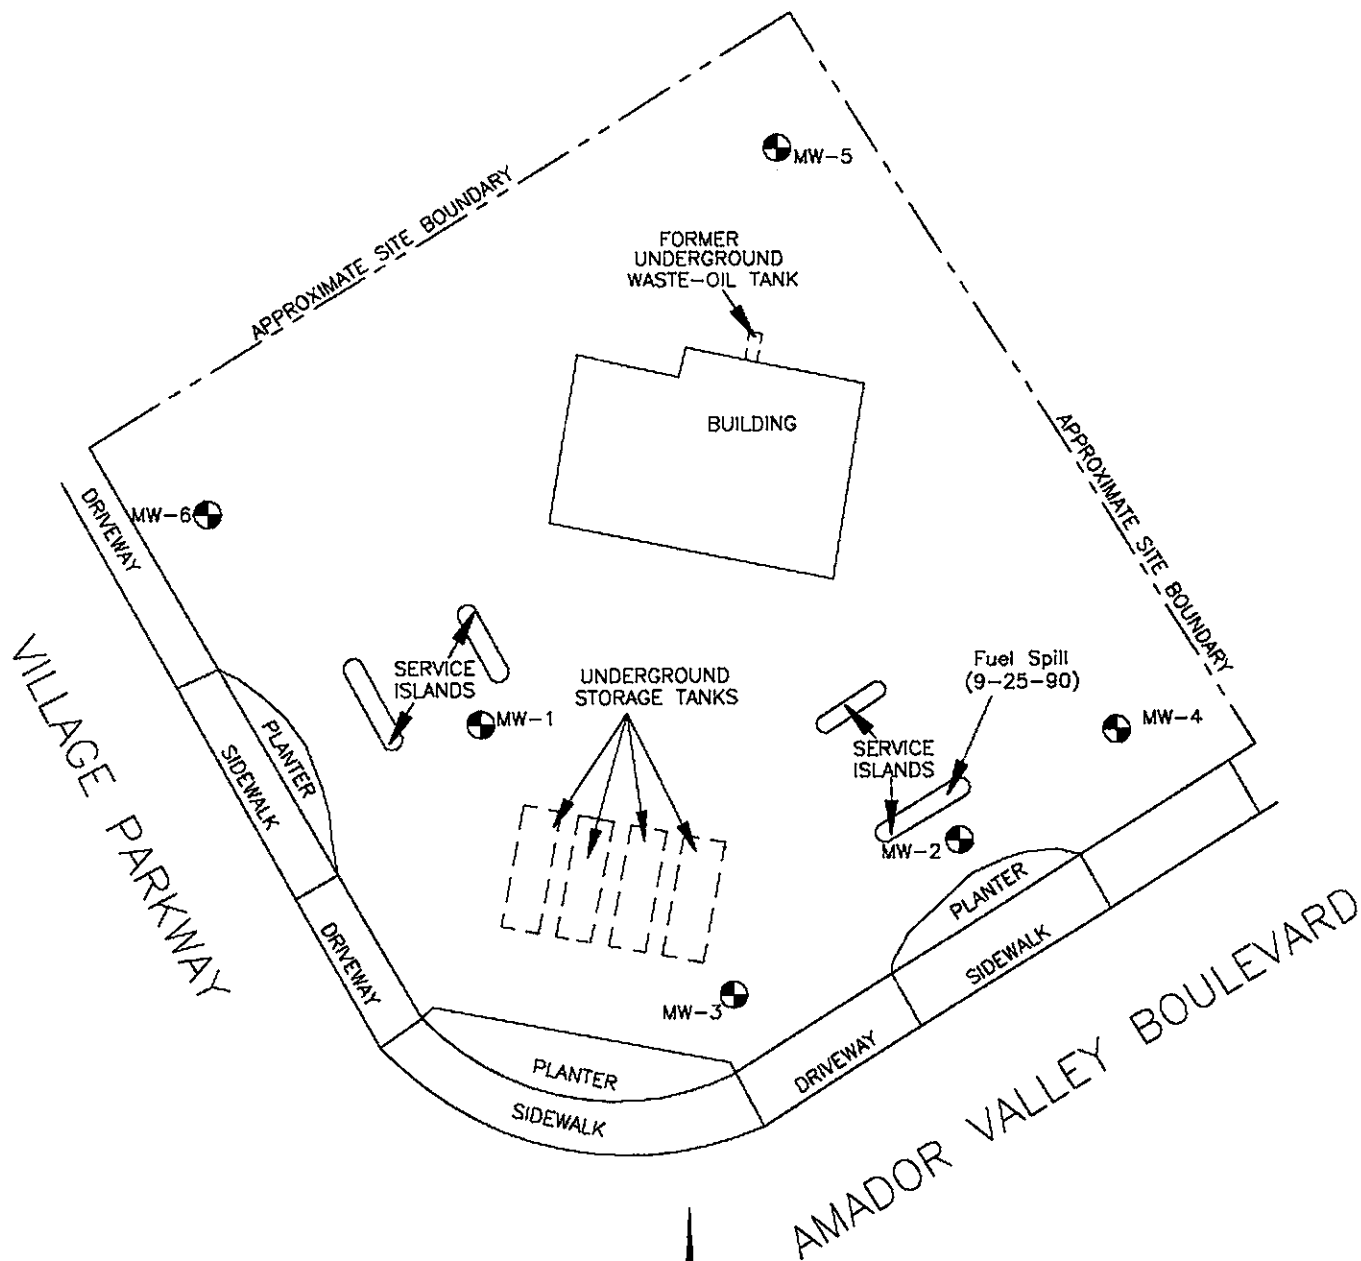 MW-5
APPROXIMATE SITE BOUNDARY
FORMER
UNDERGROUND
WASTE-OIL TANK
BUILDING
APPROXIMATE SITE BOUNDARY
DRIVEWAY
MW-6
VILLAGE PARKWAY
SERVICE
ISLANDS
UNDERGROUND
STORAGE TANKS
Fuel Spill
(9-25-90)
MW-1
MW-4
SERVICE
ISLANDS
PLANTER
SIDEWALK
MW-2
PLANTER
SIDEWALK
DRIVEWAY
MW-3
DRIVEWAY
PLANTER
SIDEWALK
AMADOR VALLEY BOULEVARD